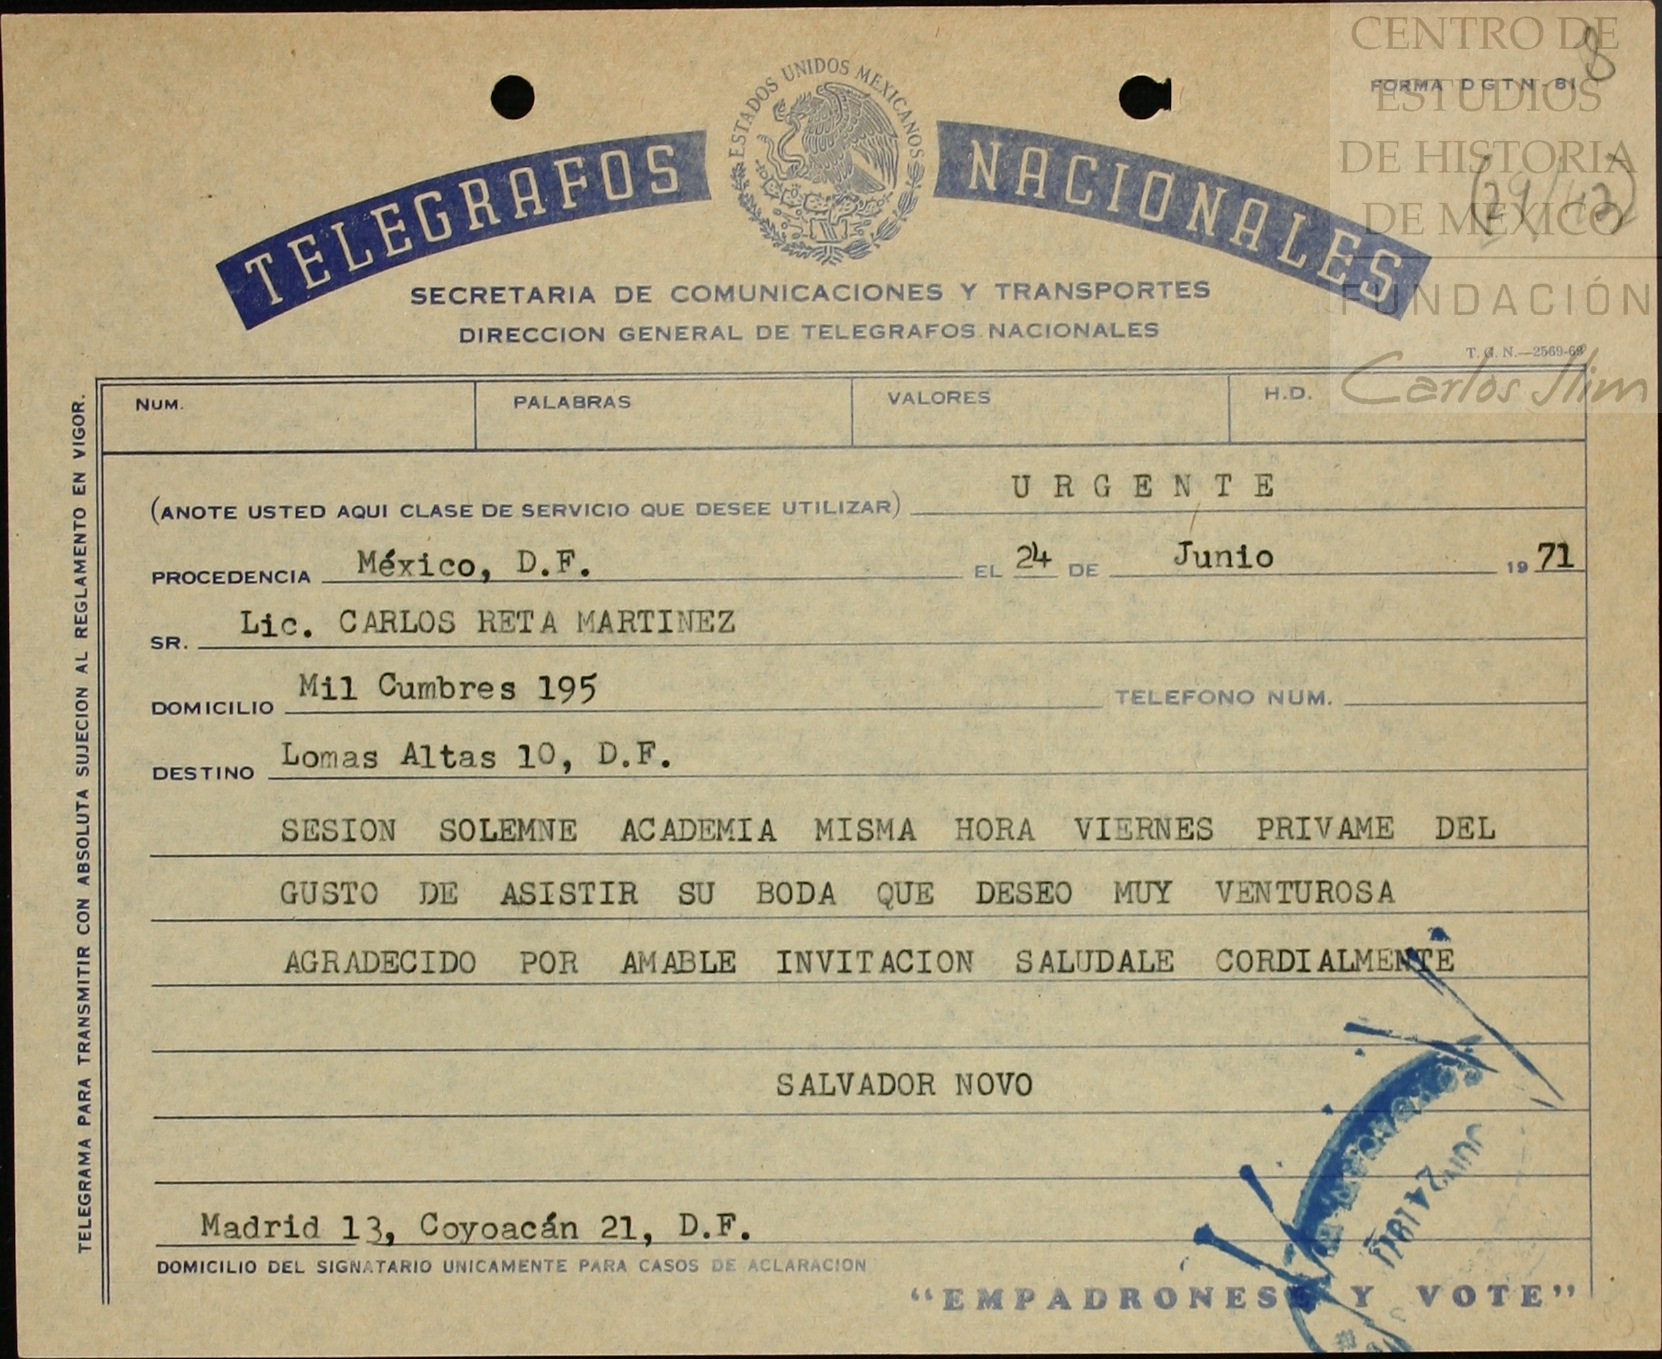 CENTRO DE
ESTUDIOS
DE HISTORIA
DE MÉXICO
FUNDACIÓN
Carlos Slim
8
FORMA DGTN-81
ESTADOS UNIDOS MEXICANOS
TELEGRAFOS NACIONALES
SECRETARIA DE COMUNICACIONES Y TRANSPORTES
DIRECCION GENERAL DE TELEGRAFOS NACIONALES
T. G. N.—2569-69
NUM. PALABRAS VALORES H.D.
(ANOTE USTED AQUI CLASE DE SERVICIO QUE DESEE UTILIZAR) URGENTE
PROCEDENCIA México, D.F. EL 24 DE Junio 1971
SR. Lic. CARLOS RETA MARTINEZ
DOMICILIO Mil Cumbres 195 TELEFONO NUM.
DESTINO Lomas Altas 10, D.F.
SESION SOLEMNE ACADEMIA MISMA HORA VIERNES PRIVAME DEL
GUSTO DE ASISTIR SU BODA QUE DESEO MUY VENTUROSA
AGRADECIDO POR AMABLE INVITACION SALUDALE CORDIALMENTE
SALVADOR NOVO
Madrid 13, Coyoacán 21, D.F.
DOMICILIO DEL SIGNATARIO UNICAMENTE PARA CASOS DE ACLARACION
"EMPADRONESE Y VOTE"
TELEGRAMA PARA TRANSMITIR CON ABSOLUTA SUJECION AL REGLAMENTO EN VIGOR.